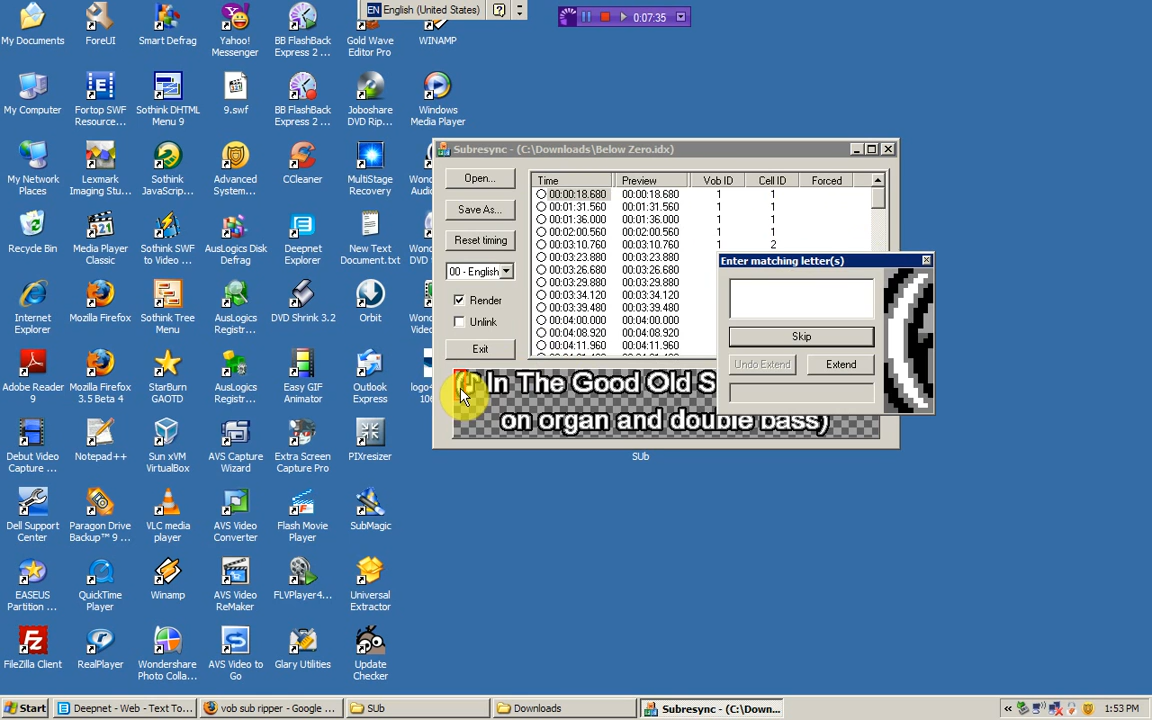 EN English (United States)
0:07:35
My Documents
ForeUI
Smart Defrag
Yahoo!
Messenger
BB FlashBack
Express 2 ...
Gold Wave
Editor Pro
WINAMP
My Computer
Fortop SWF
Resource...
Sothink DHTML
Menu 9
9.swf
BB FlashBack
Express 2 ...
Joboshare
DVD Rip...
Windows
Media Player
My Network
Places
Lexmark
Imaging Stu...
Sothink
JavaScrip...
Advanced
System...
CCleaner
MultiStage
Recovery
Recycle Bin
Media Player
Classic
Sothink SWF
to Video ...
AusLogics Disk
Defrag
Deepnet
Explorer
New Text
Document.txt
Internet
Explorer
Mozilla Firefox
Sothink Tree
Menu
AusLogics
Registr...
DVD Shrink 3.2
Orbit
Adobe Reader
9
Mozilla Firefox
3.5 Beta 4
StarBurn
GAOTD
AusLogics
Registr...
Easy GIF
Animator
Outlook
Express
Debut Video
Capture ...
Notepad++
Sun xVM
VirtualBox
AVS Capture
Wizard
Extra Screen
Capture Pro
PIXresizer
Dell Support
Center
Paragon Drive
Backup™ 9 ...
VLC media
player
AVS Video
Converter
Flash Movie
Player
SubMagic
EASEUS
Partition ...
QuickTime
Player
Winamp
AVS Video
ReMaker
FLVPlayer4...
Universal
Extractor
FileZilla Client
RealPlayer
Wondershare
Photo Colla...
AVS Video to
Go
Glary Utilities
Update
Checker
Subresync - (C:\Downloads\Below Zero.idx)
Open...
Save As...
Reset timing
00 - English
Render
Unlink
Exit
Time Preview Vob ID Cell ID Forced
00:00:18.680 00:00:18.680 1 1
00:01:31.560 00:01:31.560 1 1
00:01:36.000 00:01:36.000 1 1
00:02:00.560 00:02:00.560 1 1
00:03:10.760 00:03:10.760 1 2
00:03:23.880 00:03:23.880
00:03:26.680 00:03:26.680
00:03:29.880 00:03:29.880
00:03:34.120 00:03:34.120
00:03:39.480 00:03:39.480
00:04:00.000 00:04:00.000
00:04:08.920 00:04:08.920
00:04:11.960 00:04:11.960
Enter matching letter(s)
Skip
Undo Extend
Extend
In The Good Old S
on organ and double bass)
SUb
Start
Deepnet - Web - Text To...
vob sub ripper - Google ...
SUb
Downloads
Subresync - (C:\Down...
1:53 PM